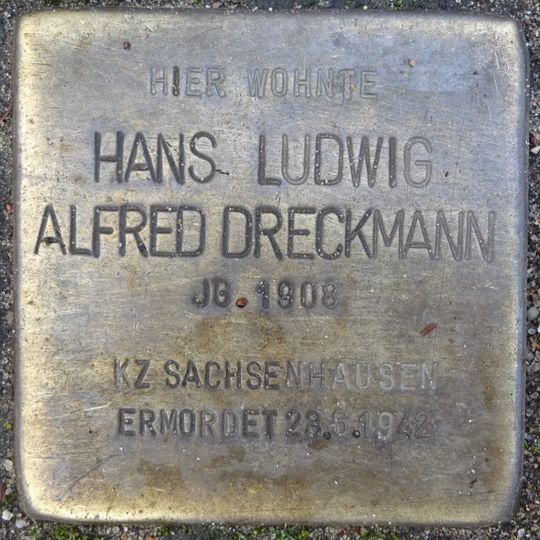 HIER WOHNTE
HANS LUDWIG
ALFRED DRECKMANN
JG. 1908
KZ SACHSENHAUSEN
ERMORDET 23.6.1942